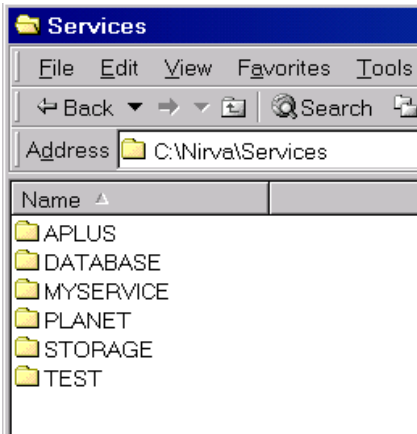 Services
File Edit View Favorites Tools
Back Search
Address C:\Nirva\Services
Name
APLUS
DATABASE
MYSERVICE
PLANET
STORAGE
TEST